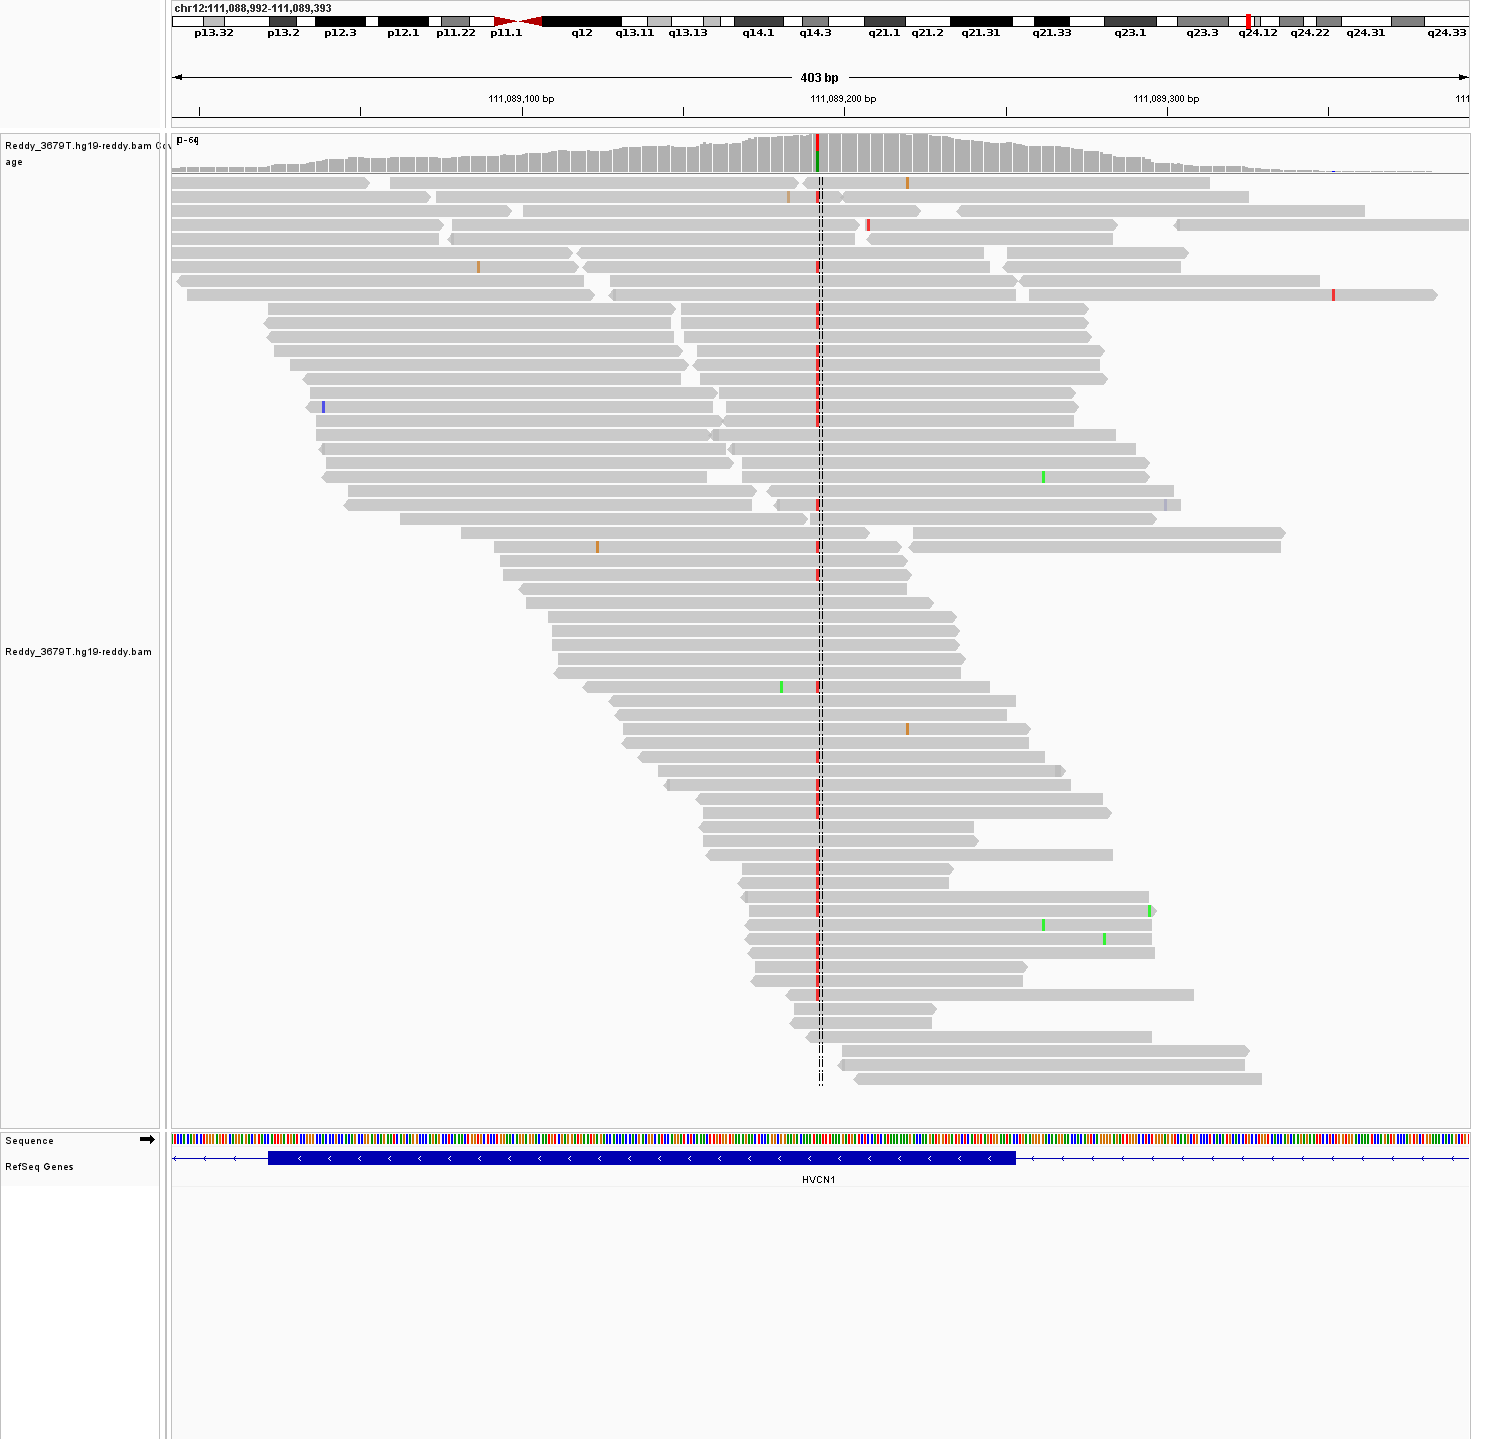 chr12:111,088,992-111,089,393
p13.32 p13.2 p12.3 p12.1 p11.22 p11.1 q12 q13.11 q13.13 q14.1 q14.3 q21.1 q21.2 q21.31 q21.33 q23.1 q23.3 q24.12 q24.22 q24.31 q24.33
403 bp
111,089,100 bp 111,089,200 bp 111,089,300 bp 111
Reddy_3679T.hg19-reddy.bam Cov
age
[0-64]
Reddy_3679T.hg19-reddy.bam
Sequence
RefSeq Genes
HVCN1